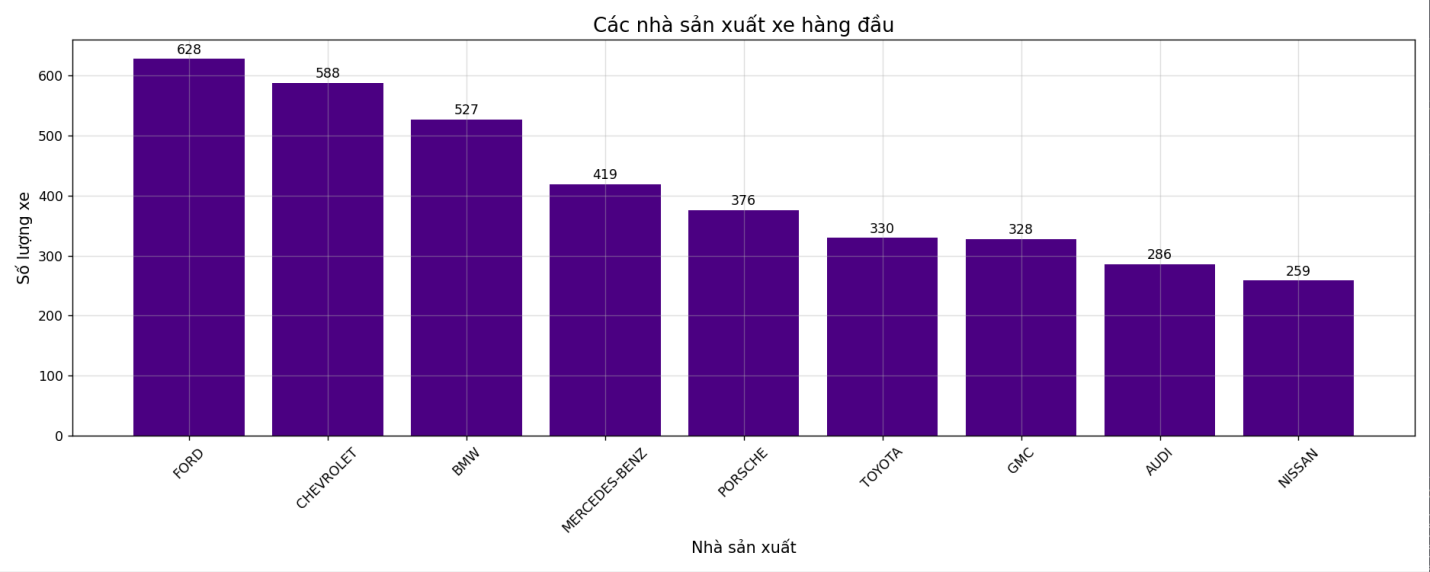 Các nhà sản xuất xe hàng đầu
628
588
527
419
376
330
328
286
259
Số lượng xe
600
500
400
300
200
100
0
FORD
CHEVROLET
BMW
MERCEDES-BENZ
PORSCHE
TOYOTA
GMC
AUDI
NISSAN
Nhà sản xuất